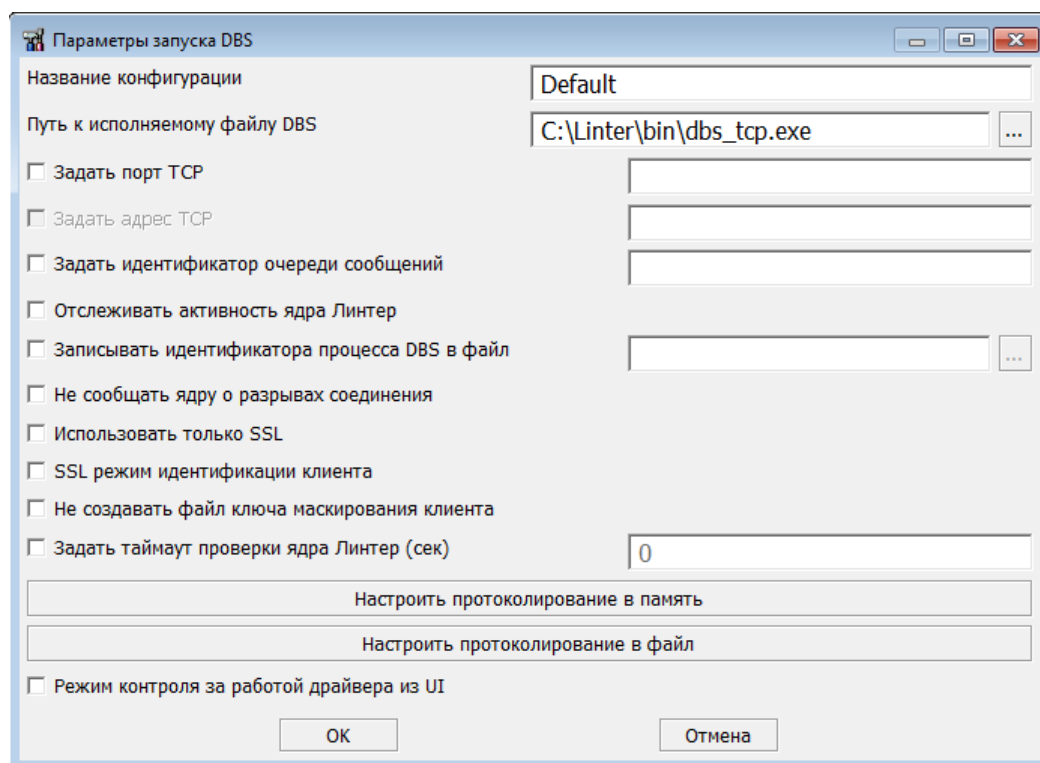 Параметры запуска DBS
Название конфигурации Default
Путь к исполняемому файлу DBS C:\Linter\bin\dbs_tcp.exe ...
Задать порт TCP
Задать адрес TCP
Задать идентификатор очереди сообщений
Отслеживать активность ядра Линтер
Записывать идентификатора процесса DBS в файл ...
Не сообщать ядру о разрывах соединения
Использовать только SSL
SSL режим идентификации клиента
Не создавать файл ключа маскирования клиента
Задать таймаут проверки ядра Линтер (сек) 0
Настроить протоколирование в память
Настроить протоколирование в файл
Режим контроля за работой драйвера из UI
OK Отмена